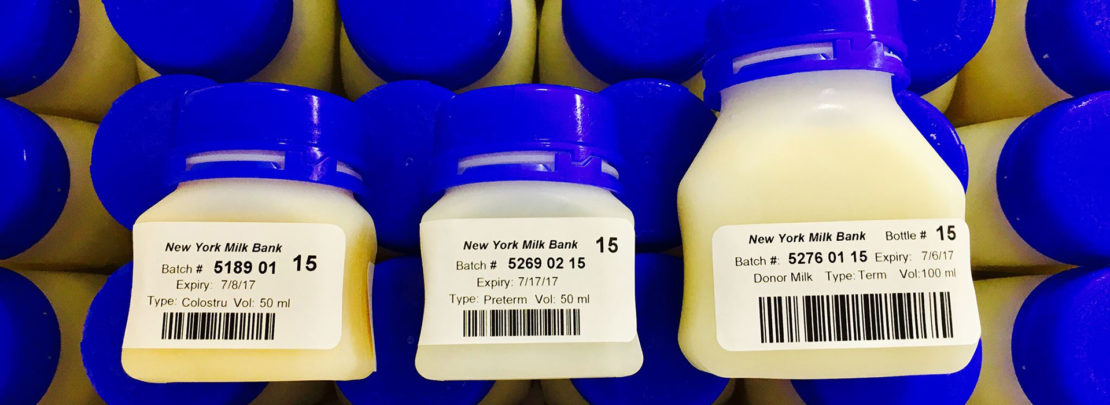 New York Milk Bank
15
Batch # 5189 01
Expiry: 7/8/17
Type: Colostru Vol: 50 ml
New York Milk Bank
15
Batch # 5269 02 15
Expiry: 7/17/17
Type: Preterm Vol: 50 ml
New York Milk Bank Bottle # 15
Batch #: 5276 01 15 Expiry: 7/6/17
Donor Milk Type: Term Vol:100 ml